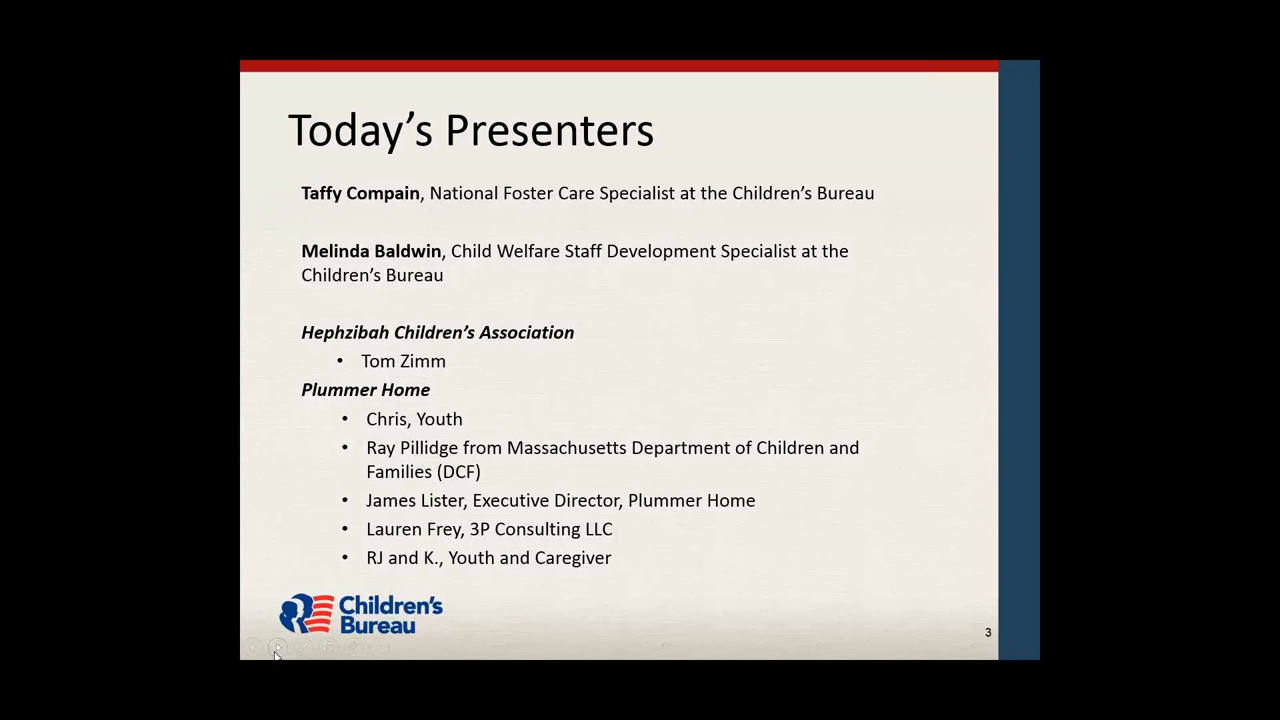 Today’s Presenters
Taffy Compain, National Foster Care Specialist at the Children’s Bureau
Melinda Baldwin, Child Welfare Staff Development Specialist at the
Children’s Bureau
Hephzibah Children’s Association
• Tom Zimm
Plummer Home
• Chris, Youth
• Ray Pillidge from Massachusetts Department of Children and
Families (DCF)
• James Lister, Executive Director, Plummer Home
• Lauren Frey, 3P Consulting LLC
• RJ and K., Youth and Caregiver
Children’s
Bureau
3